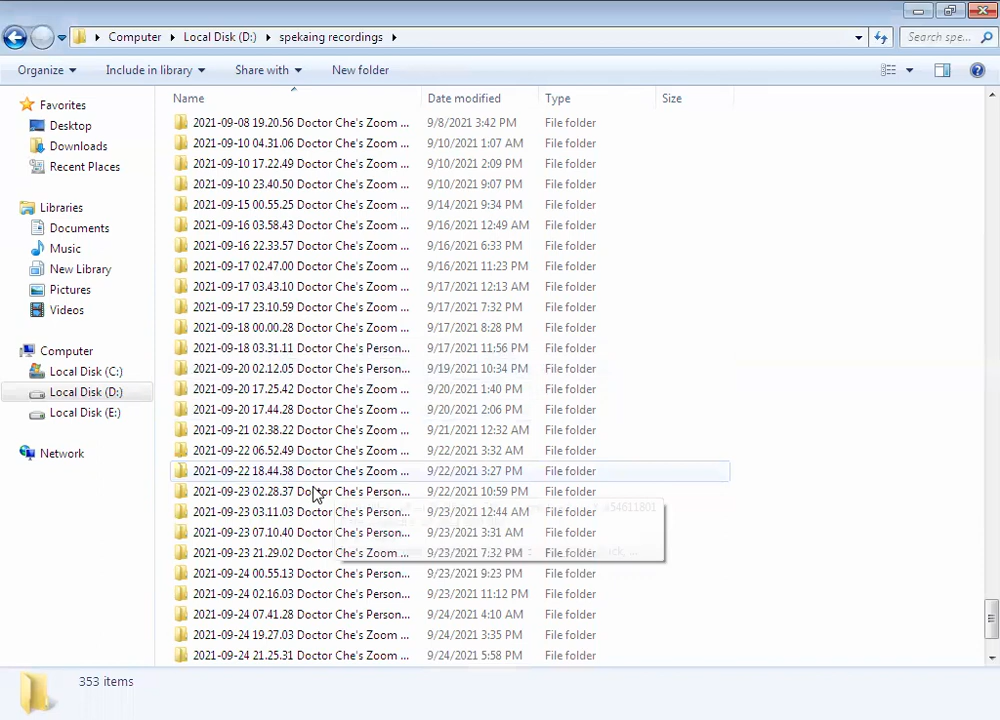 Computer Local Disk (D:) spekaing recordings Search spe...
Organize Include in library Share with New folder
Favorites
Desktop
Downloads
Recent Places
Libraries
Documents
Music
New Library
Pictures
Videos
Computer
Local Disk (C:)
Local Disk (D:)
Local Disk (E:)
Network
Name Date modified Type Size
2021-09-08 19.20.56 Doctor Che's Zoom ... 9/8/2021 3:42 PM File folder
2021-09-10 04.31.06 Doctor Che's Zoom ... 9/10/2021 1:07 AM File folder
2021-09-10 17.22.49 Doctor Che's Zoom ... 9/10/2021 2:09 PM File folder
2021-09-10 23.40.50 Doctor Che's Zoom ... 9/10/2021 9:07 PM File folder
2021-09-15 00.55.25 Doctor Che's Zoom ... 9/14/2021 9:34 PM File folder
2021-09-16 03.58.43 Doctor Che's Zoom ... 9/16/2021 12:49 AM File folder
2021-09-16 22.33.57 Doctor Che's Zoom ... 9/16/2021 6:33 PM File folder
2021-09-17 02.47.00 Doctor Che's Zoom ... 9/16/2021 11:23 PM File folder
2021-09-17 03.43.10 Doctor Che's Zoom ... 9/17/2021 12:13 AM File folder
2021-09-17 23.10.59 Doctor Che's Zoom ... 9/17/2021 7:32 PM File folder
2021-09-18 00.00.28 Doctor Che's Zoom ... 9/17/2021 8:28 PM File folder
2021-09-18 03.31.11 Doctor Che's Person... 9/17/2021 11:56 PM File folder
2021-09-20 02.12.05 Doctor Che's Person... 9/19/2021 10:34 PM File folder
2021-09-20 17.25.42 Doctor Che's Zoom ... 9/20/2021 1:40 PM File folder
2021-09-20 17.44.28 Doctor Che's Zoom ... 9/20/2021 2:06 PM File folder
2021-09-21 02.38.22 Doctor Che's Zoom ... 9/21/2021 12:32 AM File folder
2021-09-22 06.52.49 Doctor Che's Zoom ... 9/22/2021 3:32 AM File folder
2021-09-22 18.44.38 Doctor Che's Zoom ... 9/22/2021 3:27 PM File folder
2021-09-23 02.28.37 Doctor Che's Person... 9/22/2021 10:59 PM File folder
2021-09-23 03.11.03 Doctor Che's Person... 9/23/2021 12:44 AM File folder
2021-09-23 07.10.40 Doctor Che's Person... 9/23/2021 3:31 AM File folder
2021-09-23 21.29.02 Doctor Che's Zoom ... 9/23/2021 7:32 PM File folder
2021-09-24 00.55.13 Doctor Che's Person... 9/23/2021 9:23 PM File folder
2021-09-24 02.16.03 Doctor Che's Person... 9/23/2021 11:12 PM File folder
2021-09-24 07.41.28 Doctor Che's Person... 9/24/2021 4:10 AM File folder
2021-09-24 19.27.03 Doctor Che's Zoom ... 9/24/2021 3:35 PM File folder
2021-09-24 21.25.31 Doctor Che's Zoom ... 9/24/2021 5:58 PM File folder
353 items